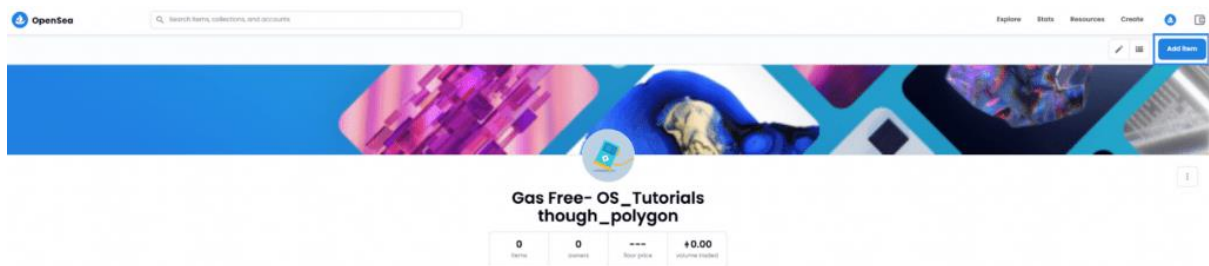 OpenSea
Search items, collections, and accounts
Explore Stats Resources Create
Add item
Gas Free- OS_Tutorials
though_polygon
0 0 --- 0.00
items owners floor price volume traded